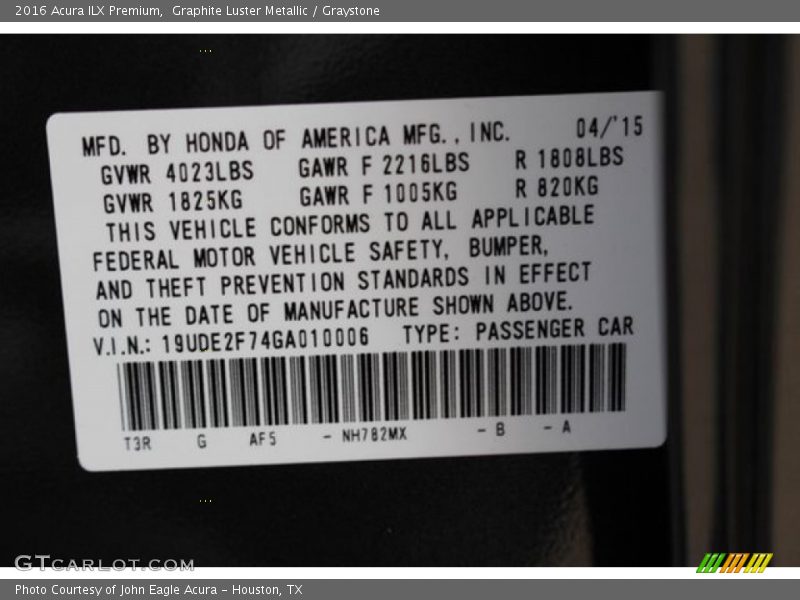 2016 Acura ILX Premium, Graphite Luster Metallic / Graystone
MFD. BY HONDA OF AMERICA MFG., INC. 04/'15
GVWR 4023LBS GAWR F 2216LBS R 1808LBS
GVWR 1825KG GAWR F 1005KG R 820KG
THIS VEHICLE CONFORMS TO ALL APPLICABLE
FEDERAL MOTOR VEHICLE SAFETY, BUMPER,
AND THEFT PREVENTION STANDARDS IN EFFECT
ON THE DATE OF MANUFACTURE SHOWN ABOVE.
V.I.N.: 19UDE2F74GA010006 TYPE: PASSENGER CAR
T3R G AF5 - NH782MX - B - A
GTCARLOT.COM
Photo Courtesy of John Eagle Acura - Houston, TX